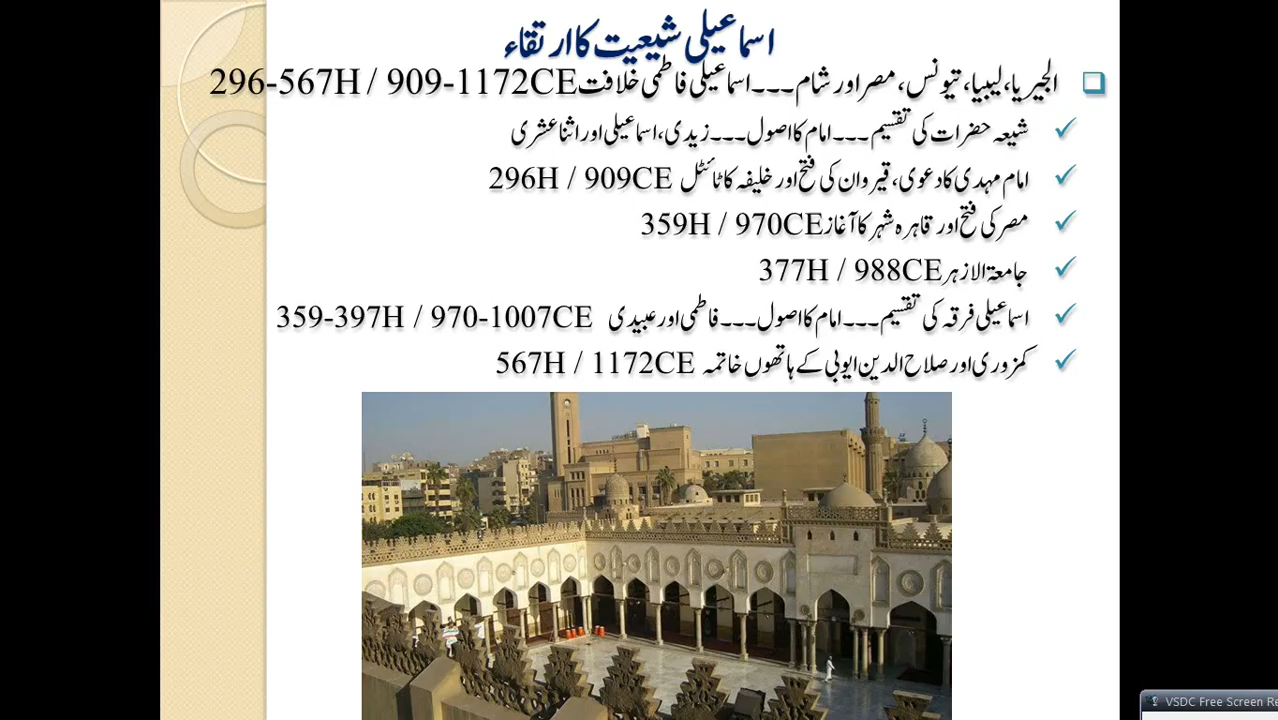 اسماعیلی شیعیت کا ارتقاء
الجیریا، لیبیا، تیونس، مصر اور شام۔۔۔ اسماعیلی فاطمی خلافت 296-567H / 909-1172CE
شیعہ حضرات کی تقسیم۔۔۔ امام کا اصول۔۔۔ زیدی، اسماعیلی اور اثنا عشری
امام مہدی کا دعوی، قیروان کی فتح اور خلیفہ کا ٹائٹل 296H / 909CE
مصر کی فتح اور قاہرہ شہر کا آغاز 359H / 970CE
جامعۃ الازہر 377H / 988CE
اسماعیلی فرقہ کی تقسیم۔۔۔ امام کا اصول۔۔۔ فاطمی اور عبیدی 359-397H / 970-1007CE
کمزوری اور صلاح الدین ایوبی کے ہاتھوں خاتمہ 567H / 1172CE
VSDC Free Screen Re